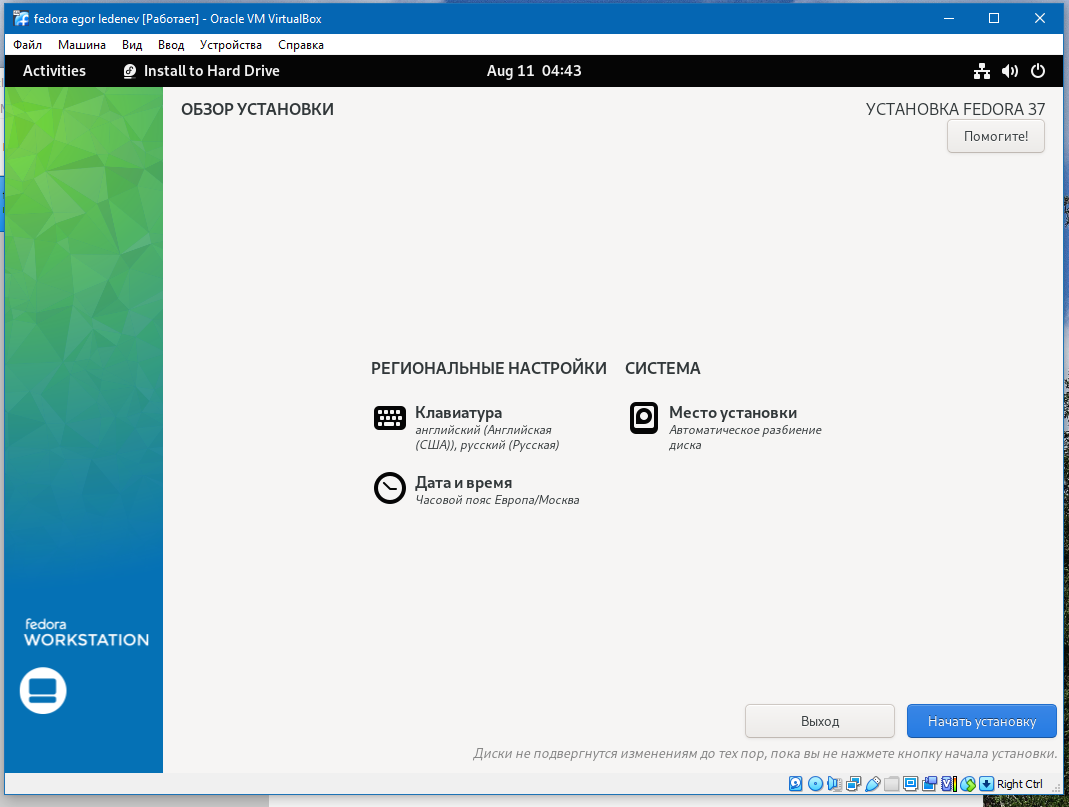 fedora egor ledenev [Работает] - Oracle VM VirtualBox
Файл Машина Вид Ввод Устройства Справка
Activities Install to Hard Drive Aug 11 04:43
ОБЗОР УСТАНОВКИ
УСТАНОВКА FEDORA 37
Помогите!
РЕГИОНАЛЬНЫЕ НАСТРОЙКИ
Клавиатура
английский (Английская
(США)), русский (Русская)
Дата и время
Часовой пояс Европа/Москва
СИСТЕМА
Место установки
Автоматическое разбиение
диска
fedora
WORKSTATION
Выход
Начать установку
Диски не подвергнутся изменениям до тех пор, пока вы не нажмете кнопку начала установки.
Right Ctrl